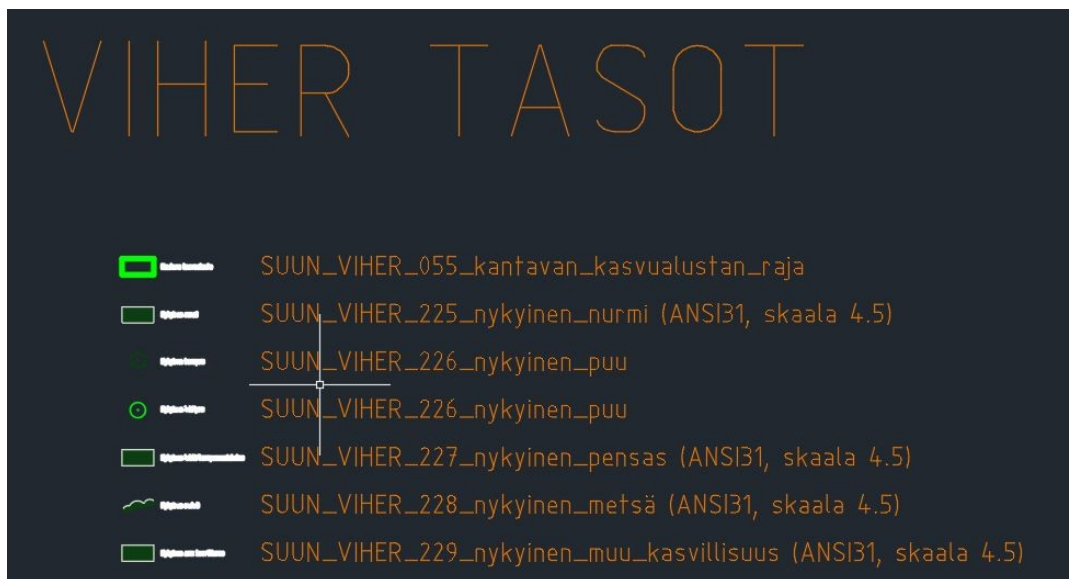 VIHER TASOT
SUUN_VIHER_055_kantavan_kasvualustan_raja
SUUN_VIHER_225_nykyinen_nurmi (ANSI31, skaala 4.5)
SUUN_VIHER_226_nykyinen_puu
SUUN_VIHER_226_nykyinen_puu
SUUN_VIHER_227_nykyinen_pensas (ANSI31, skaala 4.5)
SUUN_VIHER_228_nykyinen_metsä (ANSI31, skaala 4.5)
SUUN_VIHER_229_nykyinen_muu_kasvillisuus (ANSI31, skaala 4.5)